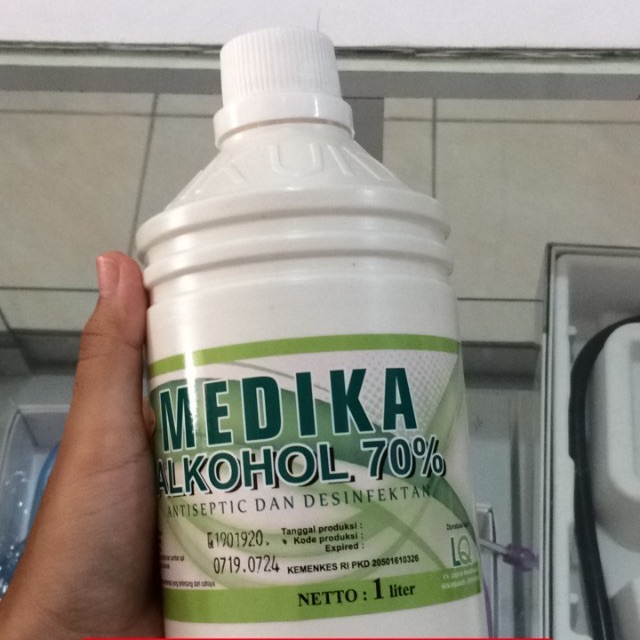 MEDIKA
ALKOHOL 70%
ANTISEPTIC DAN DESINFEKTAN
Tanggal produksi :
1901920. Kode produksi :
Expired :
0719.0724 KEMENKES RI PKD 20501610326
LQ
NETTO : 1 liter